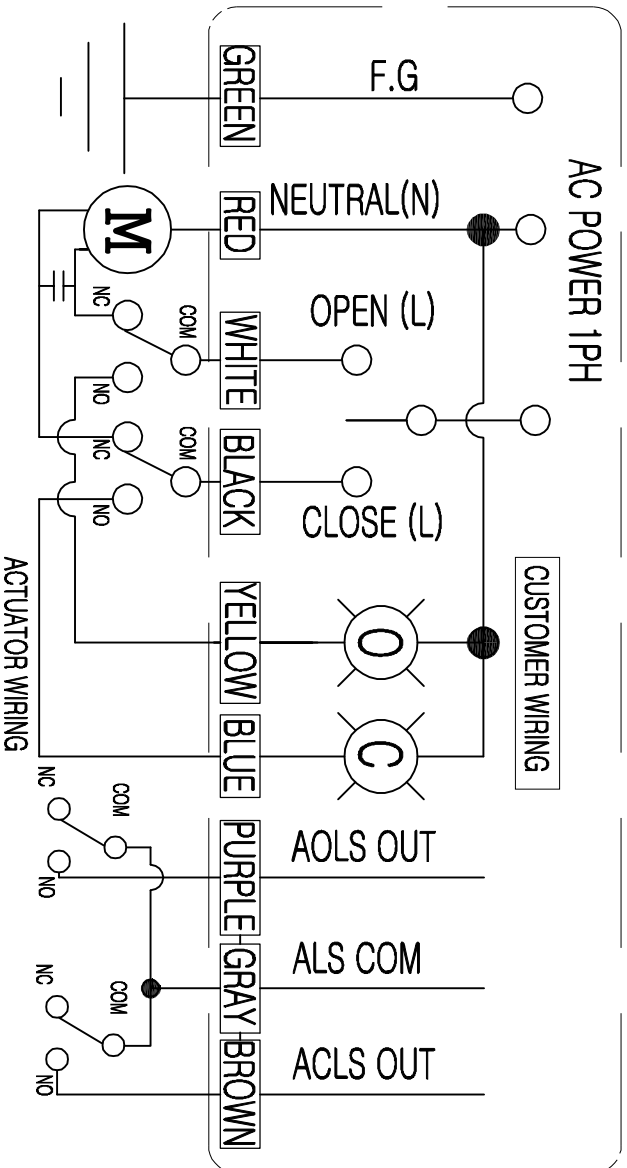 AC POWER 1PH
CUSTOMER WIRING
F.G
NEUTRAL(N)
OPEN (L)
CLOSE (L)
O
C
AOLS OUT
ALS COM
ACLS OUT
GREEN
RED
WHITE
BLACK
YELLOW
BLUE
PURPLE
GRAY
BROWN
M
COM
NC
NO
COM
NC
NO
COM
NC
NO
COM
NC
NO
ACTUATOR WIRING